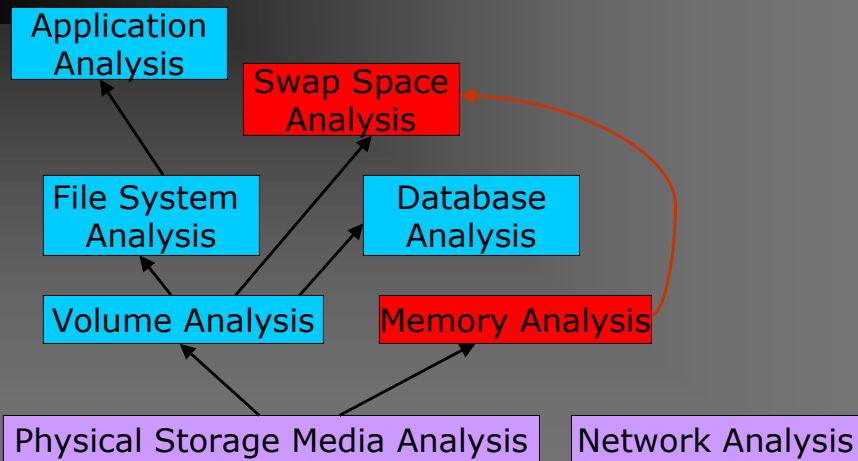 Application
Analysis
Swap Space
Analysis
File System
Analysis
Database
Analysis
Volume Analysis
Memory Analysis
Physical Storage Media Analysis
Network Analysis